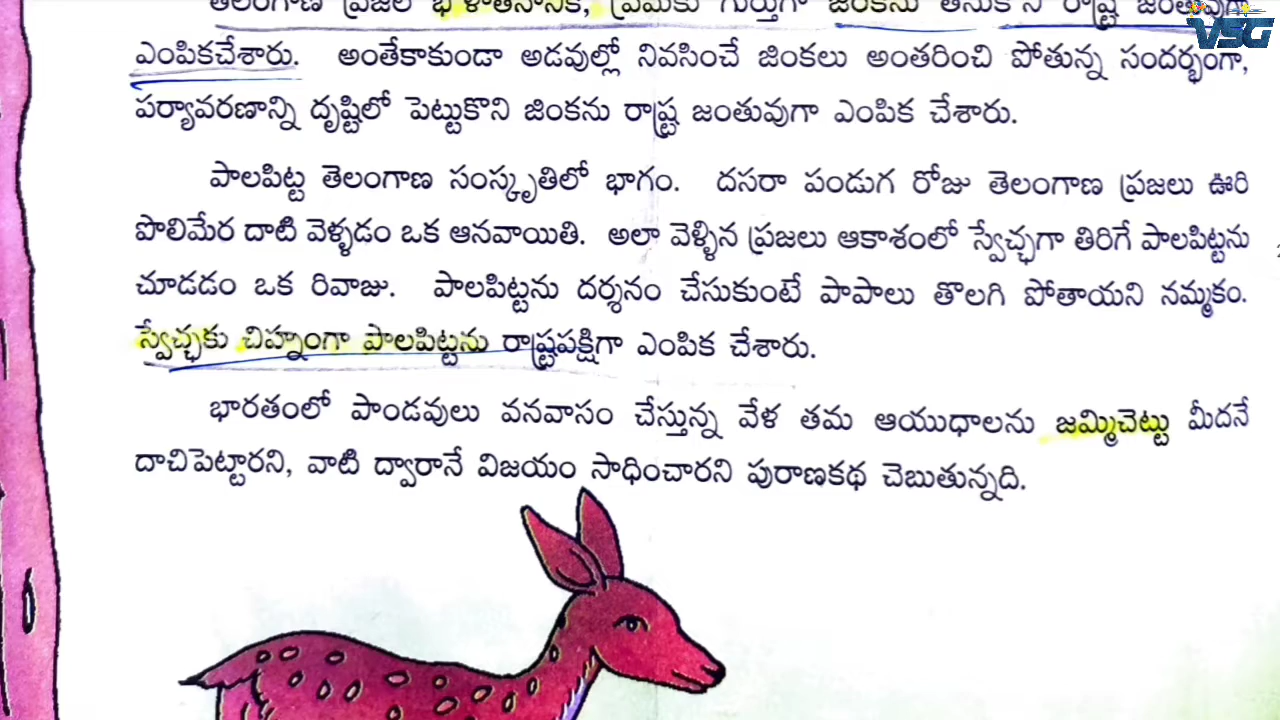 తెలంగాణ ప్రజల గుర్తుగా జింకను రాష్ట్ర జంతువుగా
VSG
ఎంపికచేశారు. అంతేకాకుండా అడవుల్లో నివసించే జింకలు అంతరించి పోతున్న సందర్భంగా,
పర్యావరణాన్ని దృష్టిలో పెట్టుకొని జింకను రాష్ట్ర జంతువుగా ఎంపిక చేశారు.
పాలపిట్ట తెలంగాణ సంస్కృతిలో భాగం. దసరా పండుగ రోజు తెలంగాణ ప్రజలు ఊరి
పొలిమేర దాటి వెళ్ళడం ఒక ఆనవాయితి. అలా వెళ్ళిన ప్రజలు ఆకాశంలో స్వేచ్ఛగా తిరిగే పాలపిట్టను
చూడడం ఒక రివాజు. పాలపిట్టను దర్శనం చేసుకుంటే పాపాలు తొలగి పోతాయని నమ్మకం.
స్వేచ్ఛకు చిహ్నంగా పాలపిట్టను రాష్ట్రపక్షిగా ఎంపిక చేశారు.
భారతంలో పాండవులు వనవాసం చేస్తున్న వేళ తమ ఆయుధాలను జమ్మిచెట్టు మీదనే
దాచిపెట్టారని, వాటి ద్వారానే విజయం సాధించారని పురాణకథ చెబుతున్నది.